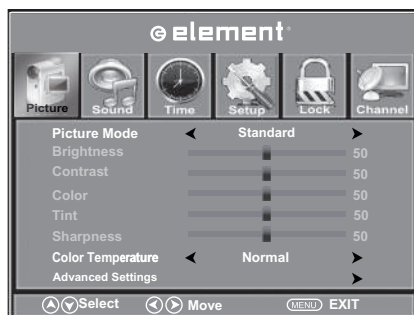 element
Picture Sound Time Setup Lock Channel
Picture Mode Standard
Brightness 50
Contrast 50
Color 50
Tint 50
Sharpness 50
Color Temperature Normal
Advanced Settings
Select Move MENU EXIT